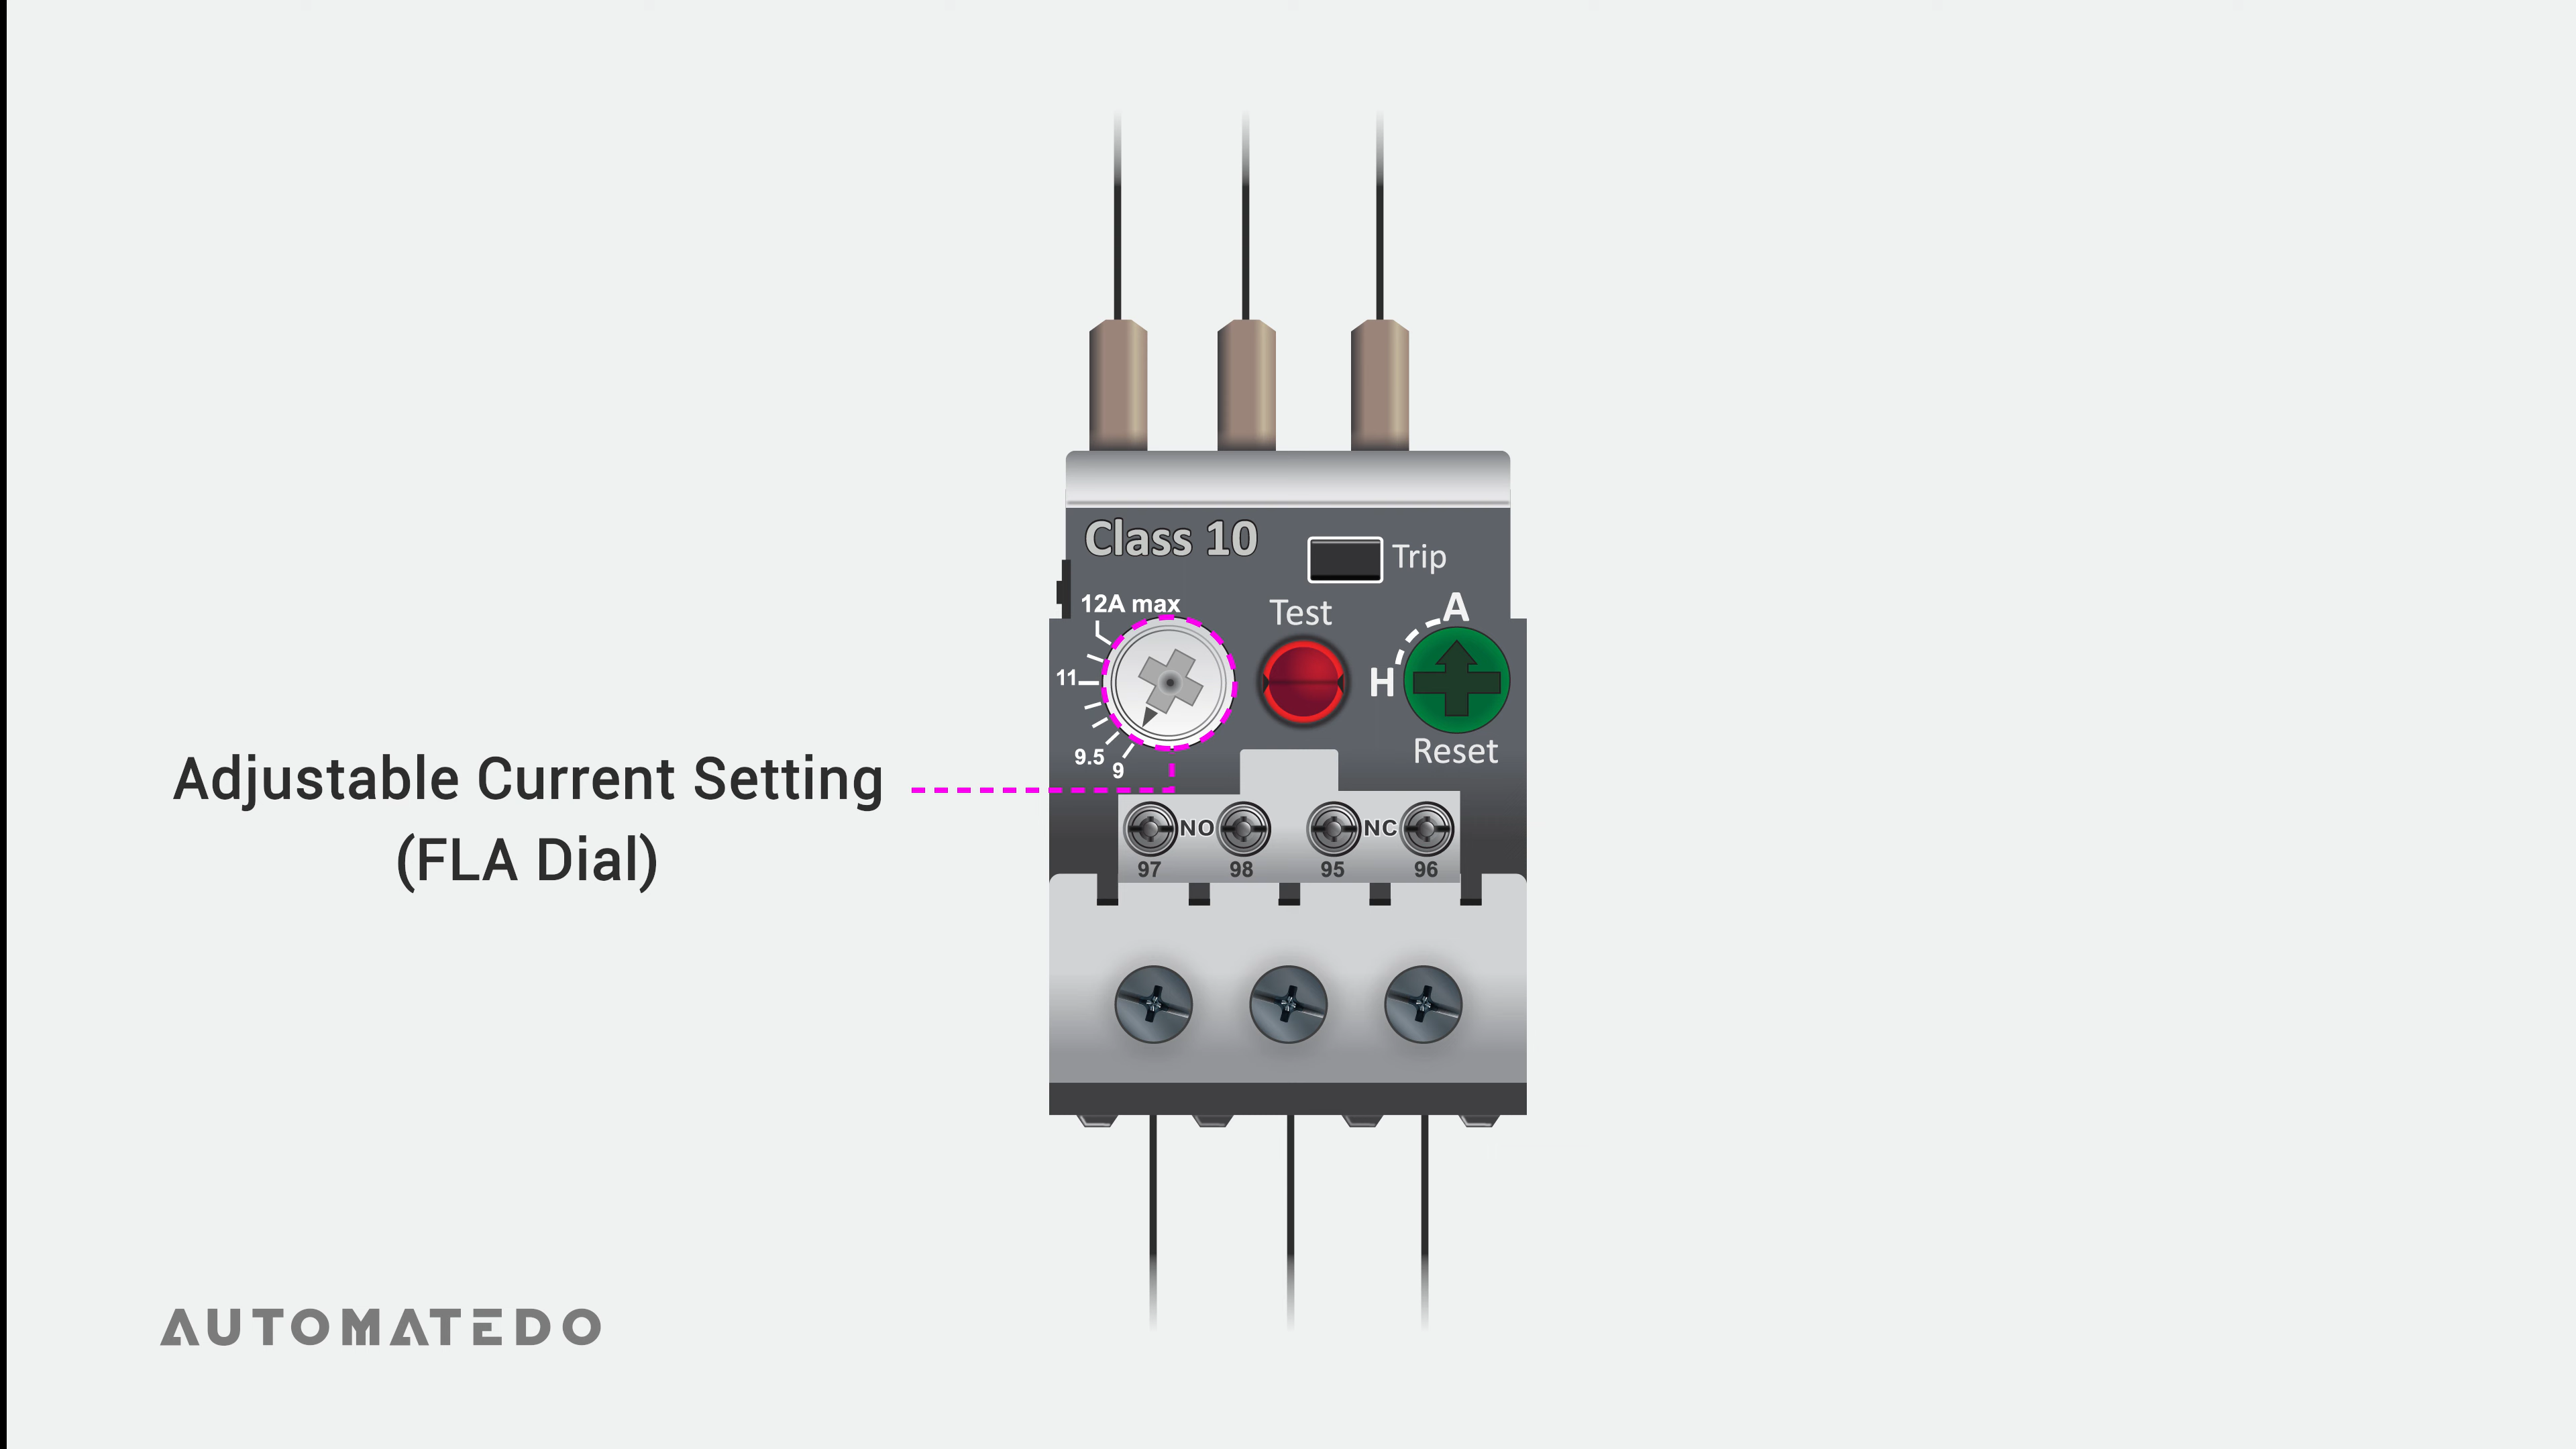 Class 10
Trip
12A max
Test
A
11
H
9.5
9
Reset
Adjustable Current Setting
(FLA Dial)
NO
NC
97
98
95
96
AUTOMATEDO